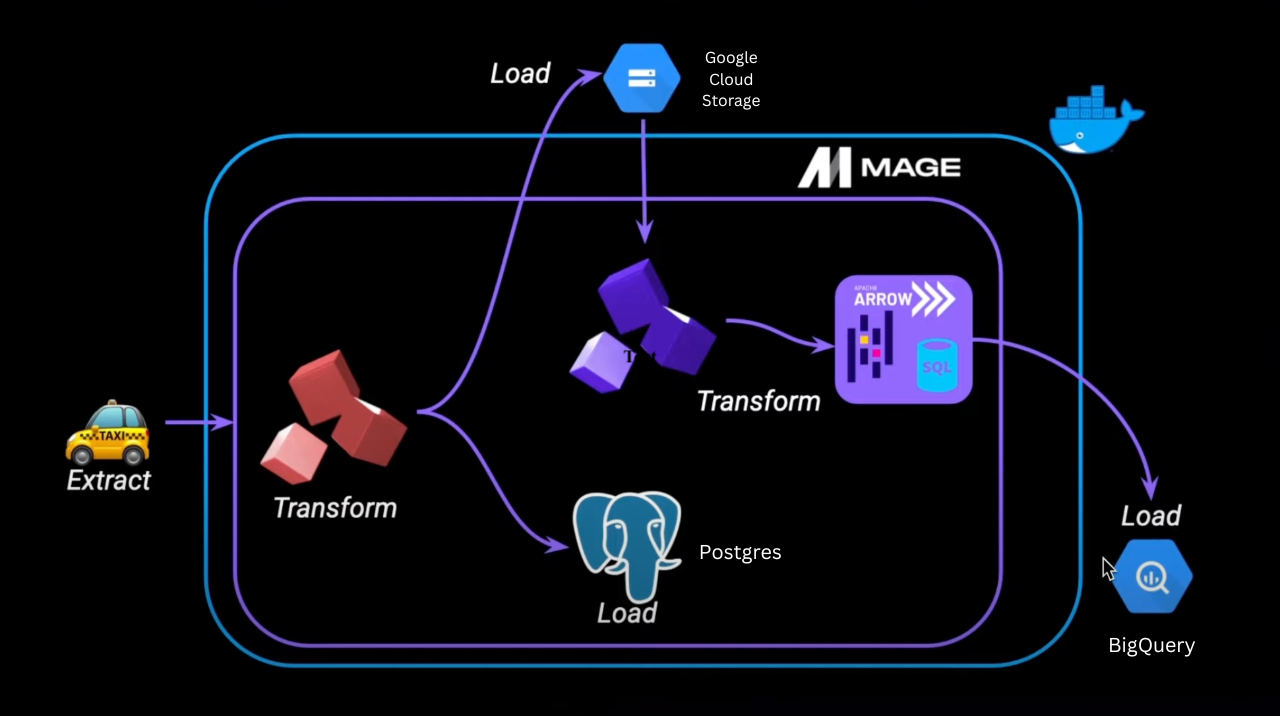 Load
Google
Cloud
Storage
MAGE
APACHE
ARROW
SQL
Transform
TAXI
Extract
Transform
Postgres
Load
Load
BigQuery